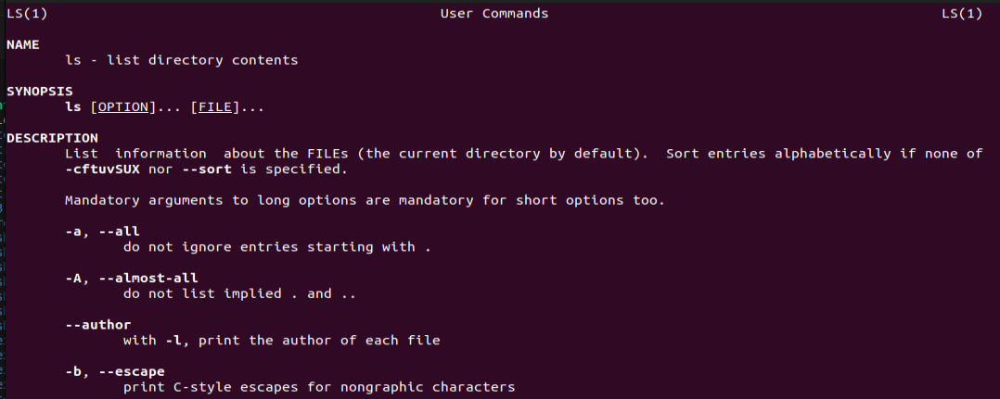 LS(1) User Commands LS(1)
NAME
ls - list directory contents
SYNOPSIS
ls [OPTION]... [FILE]...
DESCRIPTION
List information about the FILEs (the current directory by default). Sort entries alphabetically if none of
-cftuvSUX nor --sort is specified.
Mandatory arguments to long options are mandatory for short options too.
-a, --all
do not ignore entries starting with .
-A, --almost-all
do not list implied . and ..
--author
with -l, print the author of each file
-b, --escape
print C-style escapes for nongraphic characters